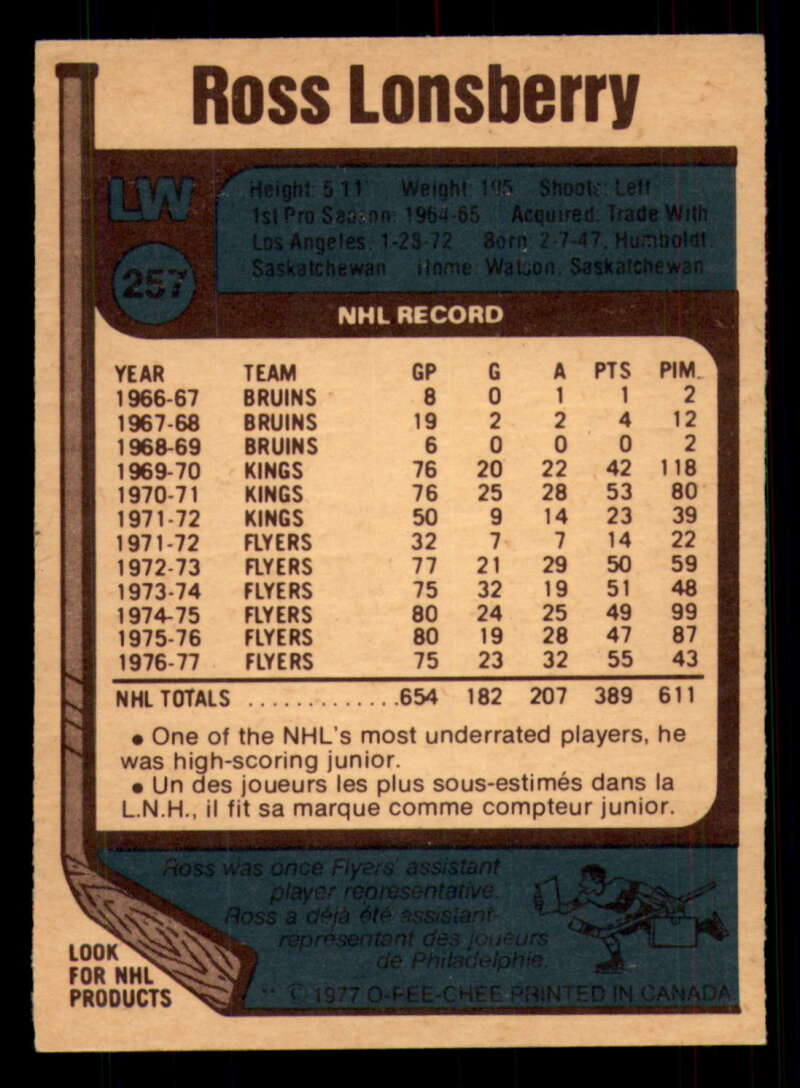 Ross Lonsberry
LW
257
Height: 5 11 Weight: 195 Shoots: Left
1st Pro Season: 1964-65 Acquired: Trade With
Los Angeles, 1-23-72 Born: 2-7-47, Humboldt,
Saskatchewan Home: Watson, Saskatchewan
NHL RECORD
YEAR TEAM GP G A PTS PIM
1966-67 BRUINS 8 0 1 1 2
1967-68 BRUINS 19 2 2 4 12
1968-69 BRUINS 6 0 0 0 2
1969-70 KINGS 76 20 22 42 118
1970-71 KINGS 76 25 28 53 80
1971-72 KINGS 50 9 14 23 39
1971-72 FLYERS 32 7 7 14 22
1972-73 FLYERS 77 21 29 50 59
1973-74 FLYERS 75 32 19 51 48
1974-75 FLYERS 80 24 25 49 99
1975-76 FLYERS 80 19 28 47 87
1976-77 FLYERS 75 23 32 55 43
NHL TOTALS ..............654 182 207 389 611
• One of the NHL's most underrated players, he
was high-scoring junior.
• Un des joueurs les plus sous-estimés dans la
L.N.H., il fit sa marque comme compteur junior.
Ross was once Flyers' assistant
player representative.
Ross a déjà été assistant-
représentant des joueurs
de Philadelphie.
LOOK
FOR NHL
PRODUCTS
** © 1977 O-PEE-CHEE PRINTED IN CANADA